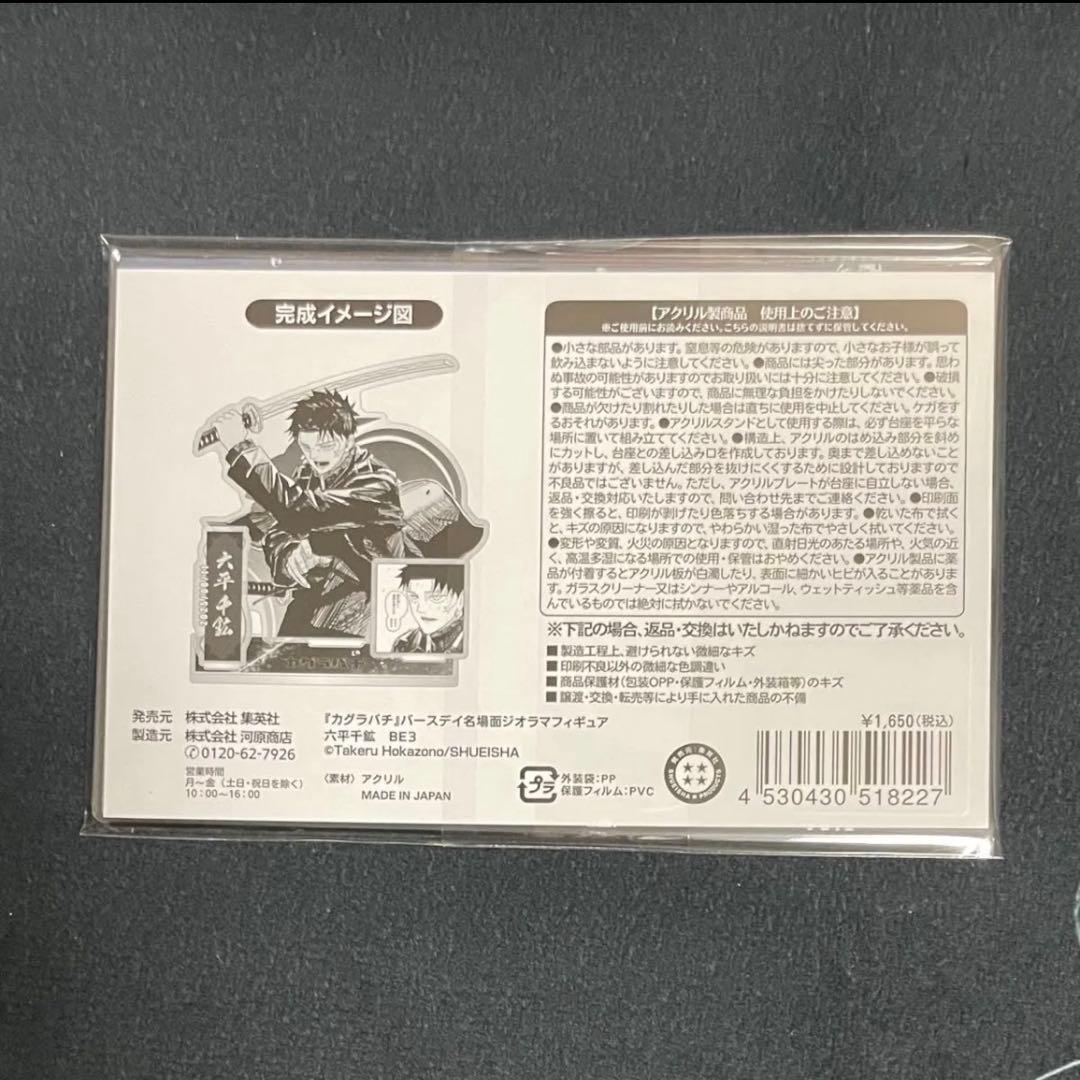 完成イメージ図
六平千鉱
カグラバチ
【アクリル製商品 使用上のご注意】
※ご使用前にお読みください。こちらの説明書は捨てずに保管してください。
●小さな部品があります。窒息等の危険がありますので、小さなお子様が誤って
飲み込まないように注意してください。●商品には尖った部分があります。思わ
ぬ事故の可能性がありますのでお取り扱いには十分に注意してください。●破損
する可能性がございますので、商品に無理な負担をかけたりしないでください。
●商品が欠けたり割れたりした場合は直ちに使用を中止してください。ケガをす
るおそれがあります。●アクリルスタンドとして使用する際は、必ず台座を平らな
場所に置いて組み立ててください。●構造上、アクリルのはめ込み部分を斜め
にカットし、台座との差し込み口を作成しております。奥まで差し込めないこと
がありますが、差し込んだ部分を抜けにくくするために設計しておりますので
不良品ではございません。ただし、アクリルプレートが台座に自立しない場合、
返品・交換対応いたしますので、問い合わせ先までご連絡ください。●印刷面
を強く擦ると、印刷が剥げたり色落ちする場合があります。●乾いた布で拭く
と、キズの原因になりますので、やわらかい湿った布でやさしく拭いてください。
●変形や変質、火災の原因となりますので、直射日光のあたる場所や、火気の近
く、高温多湿になる場所での使用・保管はおやめください。●アクリル製品に薬
品が付着するとアクリル板が白濁したり、表面に細かいヒビが入ることがありま
す。ガラスクリーナー又はシンナーやアルコール、ウェットティッシュ等薬品を含
んでいるものでは絶対に拭かないでください。
※下記の場合、返品・交換はいたしかねますのでご了承ください。
■製造工程上、避けられない微細なキズ
■印刷不良以外の微細な色調違い
■商品保護材(包装OPP・保護フィルム・外装箱等)のキズ
■譲渡・交換・転売等により手に入れた商品の不備
発売元 株式会社 集英社
製造元 株式会社 河原商店
✆0120-62-7926
営業時間
月～金（土日・祝日を除く）
10:00～16:00
『カグラバチ』バースデイ名場面ジオラマフィギュア
六平千鉱 BE3
©Takeru Hokazono/SHUEISHA
〈素材〉アクリル
MADE IN JAPAN
プラ
外装袋:PP
保護フィルム:PVC
¥1,650(税込)
4 530430 518227